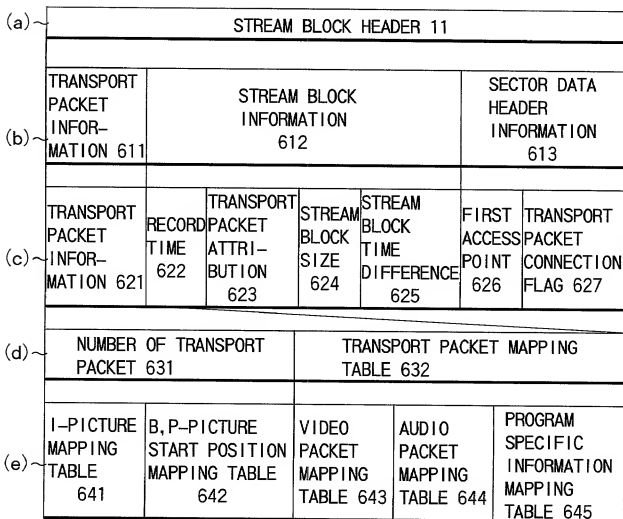 (a)
STREAM BLOCK HEADER 11
(b)
TRANSPORT
PACKET
INFOR-
MATION 611
STREAM BLOCK
INFORMATION
612
SECTOR DATA
HEADER
INFORMATION
613
(c)
TRANSPORT
PACKET
INFOR-
MATION 621
RECORD
TIME
622
TRANSPORT
PACKET
ATTRI-
BUTION
623
STREAM
BLOCK
SIZE
624
STREAM
BLOCK
TIME
DIFFERENCE
625
FIRST
ACCESS
POINT
626
TRANSPORT
PACKET
CONNECTION
FLAG 627
(d)
NUMBER OF TRANSPORT
PACKET 631
TRANSPORT PACKET MAPPING
TABLE 632
(e)
I-PICTURE
MAPPING
TABLE
641
B,P-PICTURE
START POSITION
MAPPING TABLE
642
VIDEO
PACKET
MAPPING
TABLE 643
AUDIO
PACKET
MAPPING
TABLE 644
PROGRAM
SPECIFIC
INFORMATION
MAPPING
TABLE 645